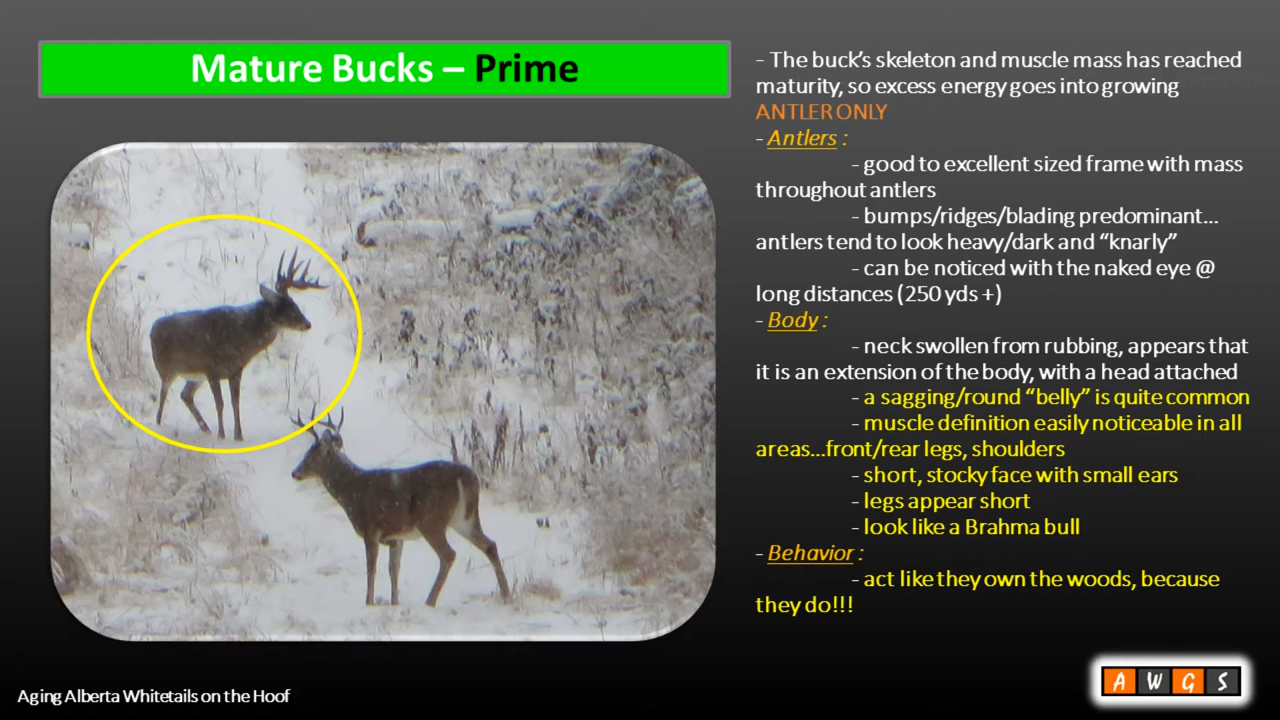 Mature Bucks – Prime
- The buck's skeleton and muscle mass has reached
maturity, so excess energy goes into growing
ANTLER ONLY
- Antlers :
- good to excellent sized frame with mass
throughout antlers
- bumps/ridges/blading predominant...
antlers tend to look heavy/dark and “knarly”
- can be noticed with the naked eye @
long distances (250 yds +)
- Body :
- neck swollen from rubbing, appears that
it is an extension of the body, with a head attached
- a sagging/round “belly” is quite common
- muscle definition easily noticeable in all
areas...front/rear legs, shoulders
- short, stocky face with small ears
- legs appear short
- look like a Brahma bull
- Behavior :
- act like they own the woods, because
they do!!!
Aging Alberta Whitetails on the Hoof
A W G S